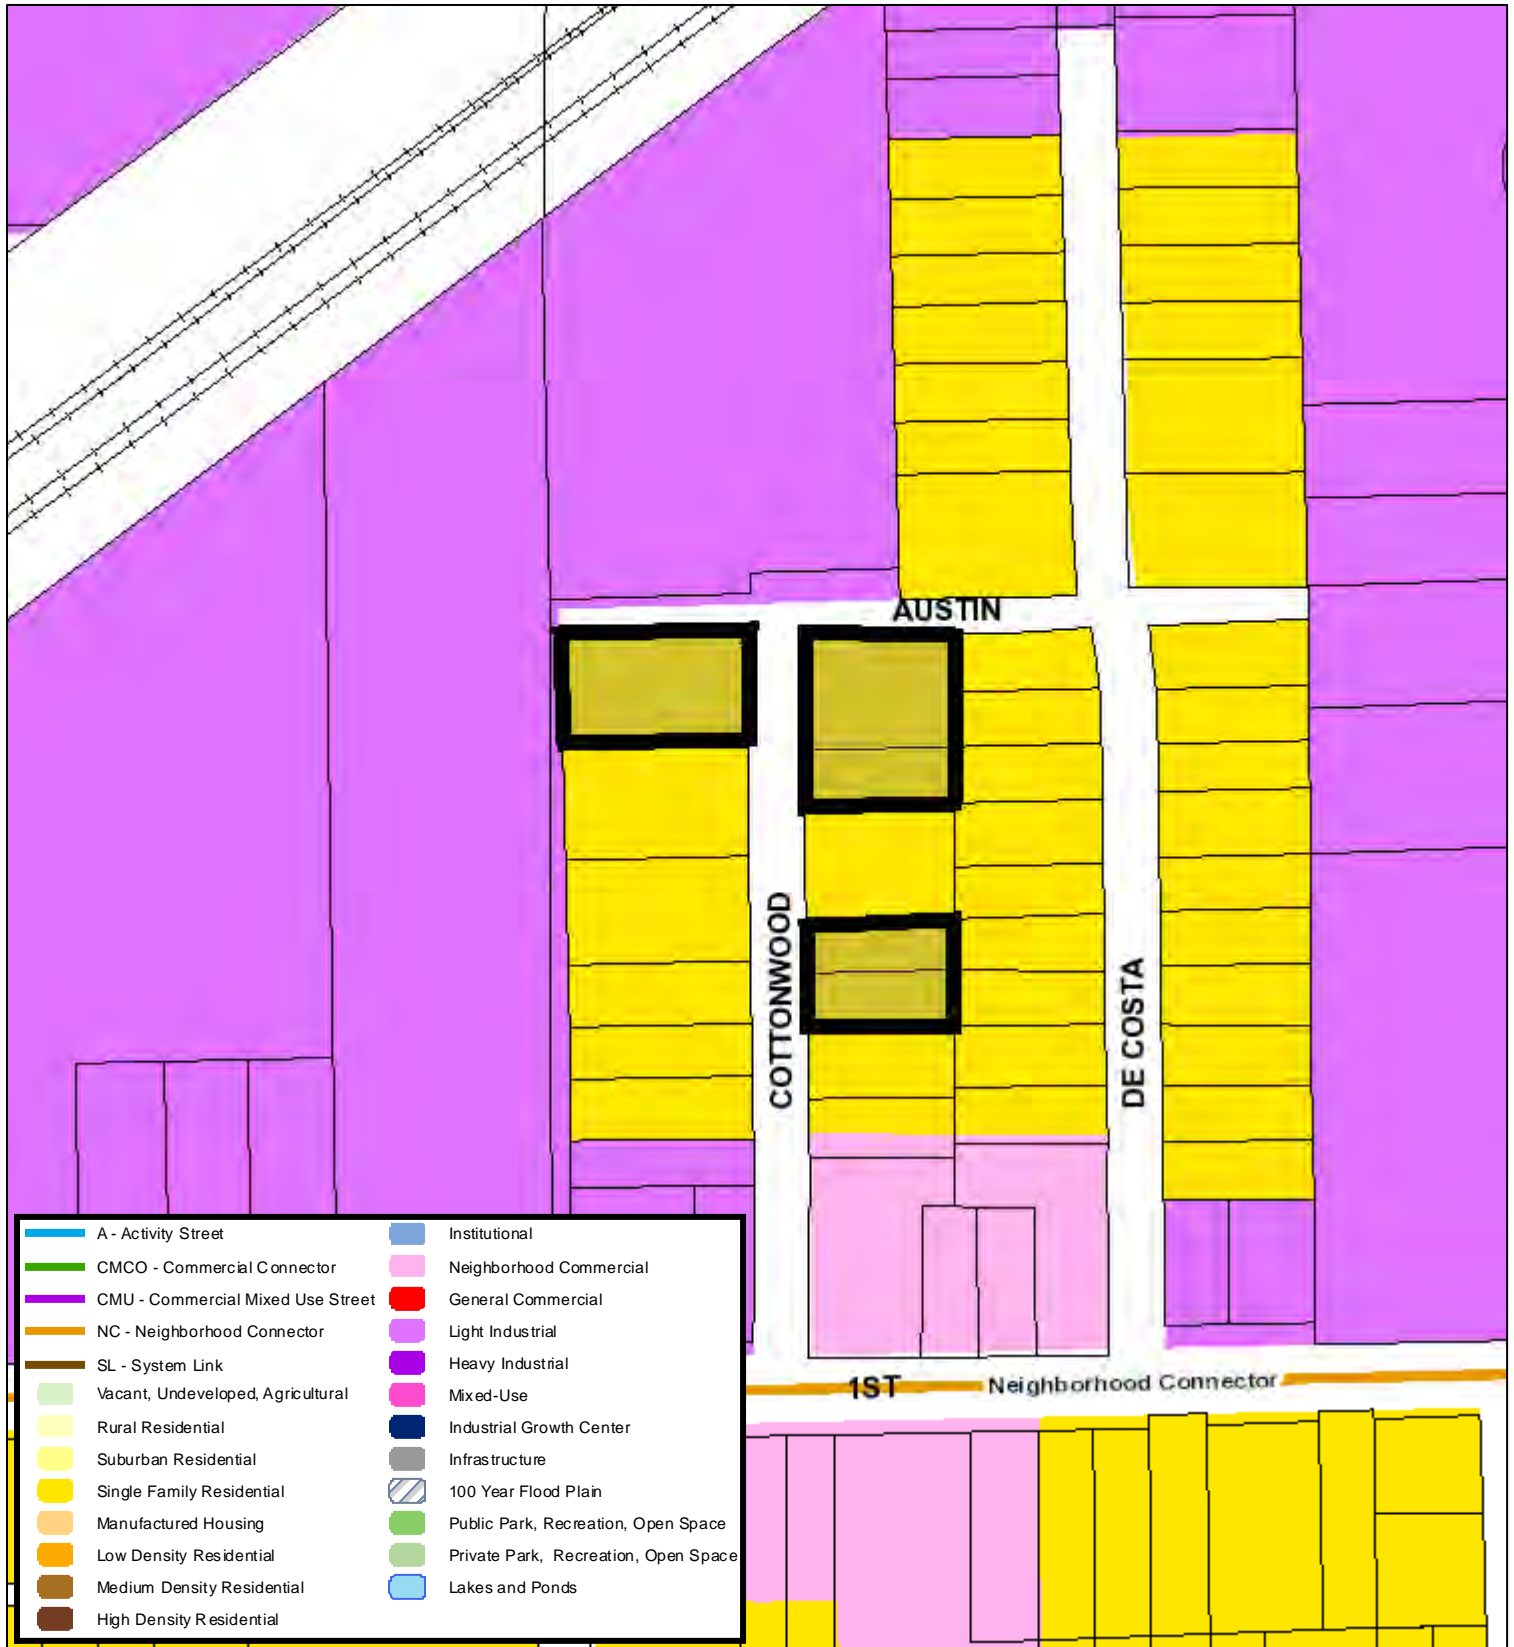 AUSTIN
COTTONWOOD
DE COSTA
1ST
Neighborhood Connector
A - Activity Street
CMCO - Commercial Connector
CMU - Commercial Mixed Use Street
NC - Neighborhood Connector
SL - System Link
Vacant, Undeveloped, Agricultural
Rural Residential
Suburban Residential
Single Family Residential
Manufactured Housing
Low Density Residential
Medium Density Residential
High Density Residential
Institutional
Neighborhood Commercial
General Commercial
Light Industrial
Heavy Industrial
Mixed-Use
Industrial Growth Center
Infrastructure
100 Year Flood Plain
Public Park, Recreation, Open Space
Private Park, Recreation, Open Space
Lakes and Ponds